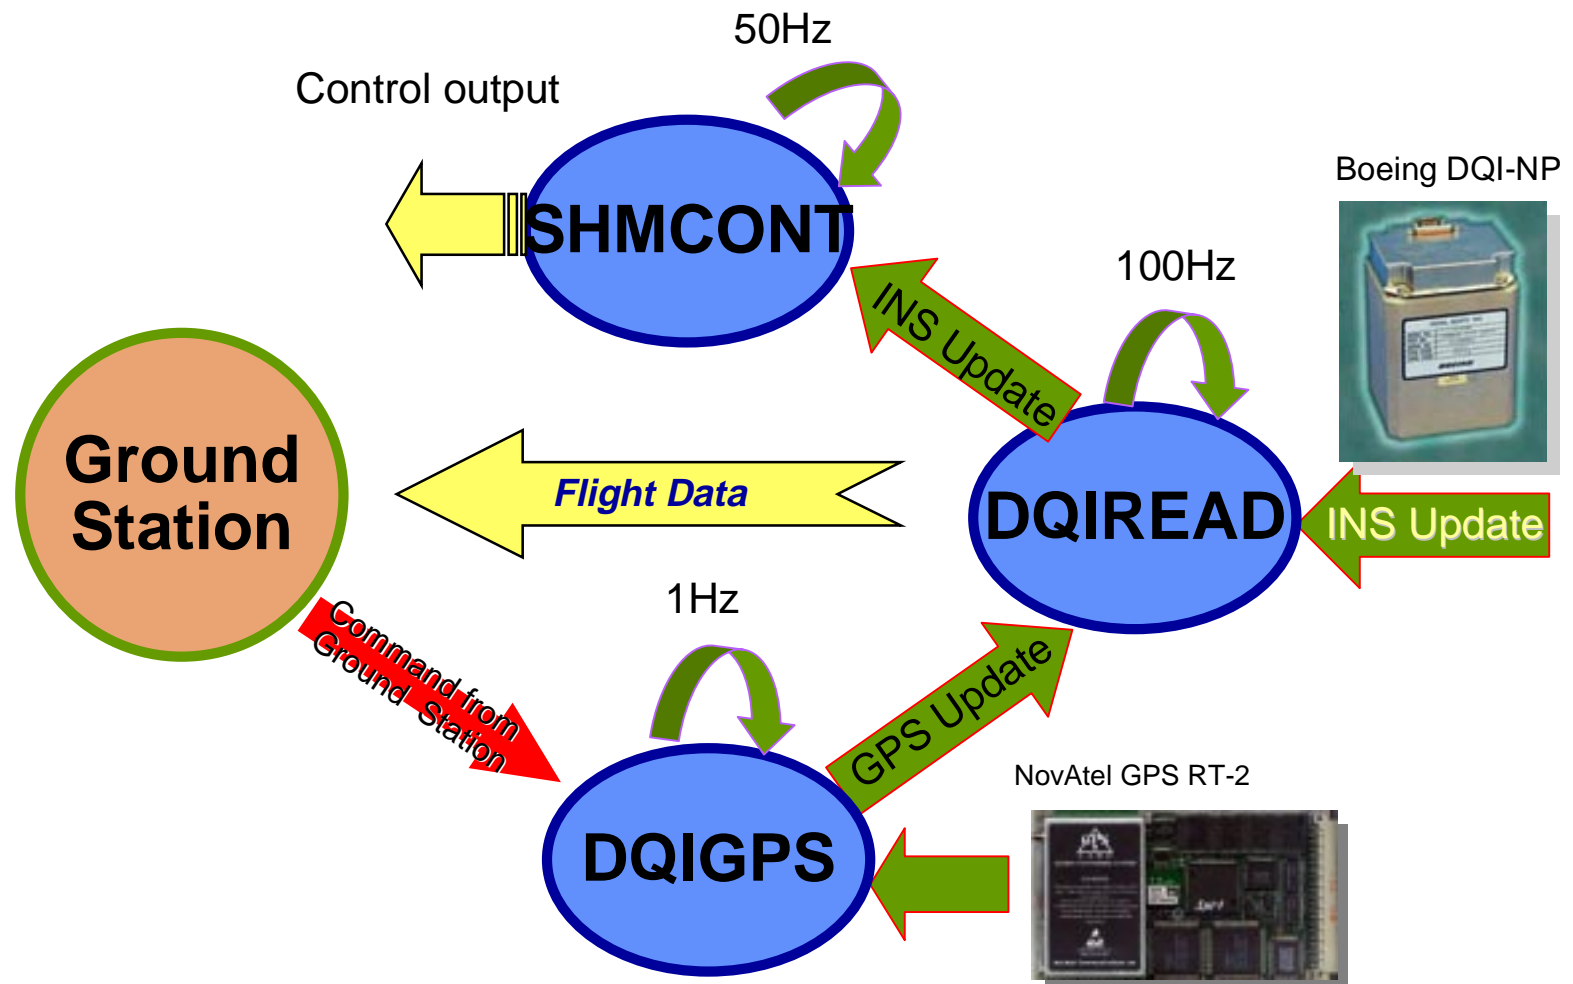 50Hz
Control output
SHMCONT
Boeing DQI-NP
100Hz
INS Update
Ground
Station
Flight Data
DQIREAD
INS Update
1Hz
Command from
Ground Station
GPS Update
NovAtel GPS RT-2
DQIGPS